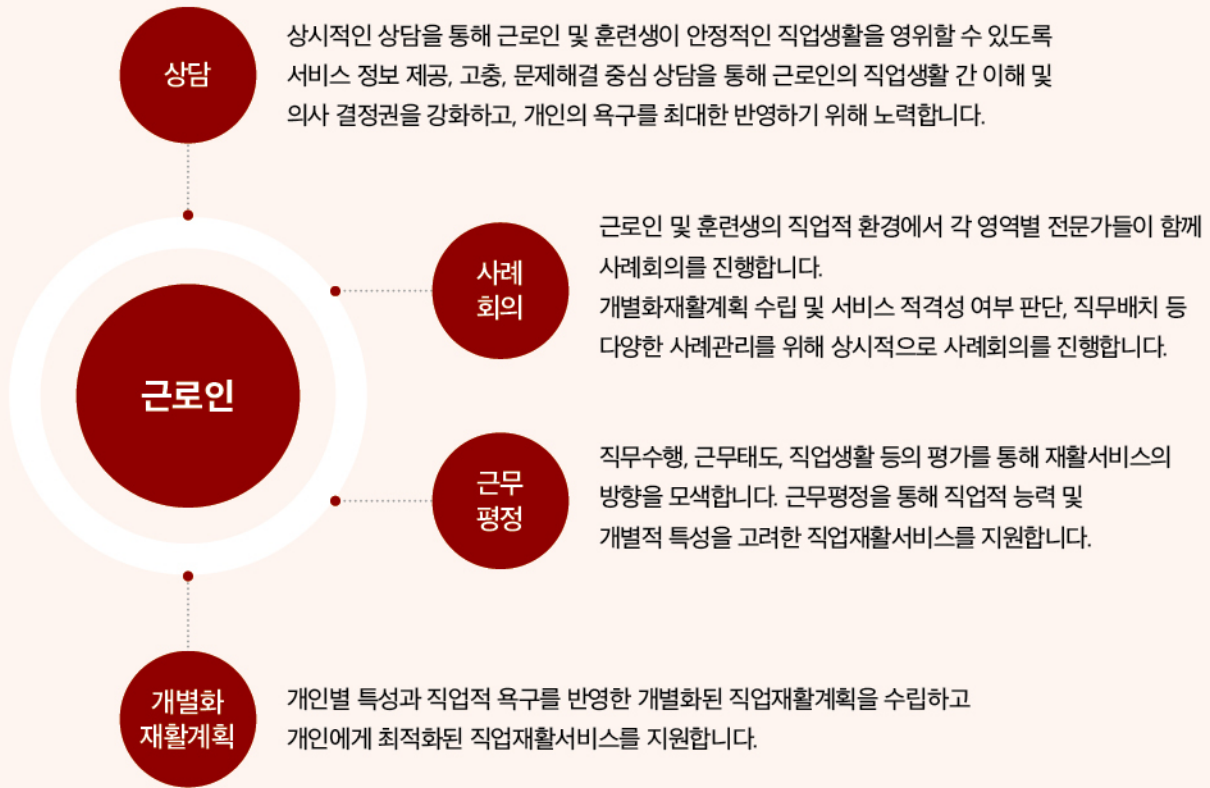 상담
상시적인 상담을 통해 근로인 및 훈련생이 안정적인 직업생활을 영위할 수 있도록
서비스 정보 제공, 고충, 문제해결 중심 상담을 통해 근로인의 직업생활 간 이해 및
의사 결정권을 강화하고, 개인의 욕구를 최대한 반영하기 위해 노력합니다.
근로인
사례
회의
근로인 및 훈련생의 직업적 환경에서 각 영역별 전문가들이 함께
사례회의를 진행합니다.
개별화재활계획 수립 및 서비스 적격성 여부 판단, 직무배치 등
다양한 사례관리를 위해 상시적으로 사례회의를 진행합니다.
근무
평정
직무수행, 근무태도, 직업생활 등의 평가를 통해 재활서비스의
방향을 모색합니다. 근무평정을 통해 직업적 능력 및
개별적 특성을 고려한 직업재활서비스를 지원합니다.
개별화
재활계획
개인별 특성과 직업적 욕구를 반영한 개별화된 직업재활계획을 수립하고
개인에게 최적화된 직업재활서비스를 지원합니다.